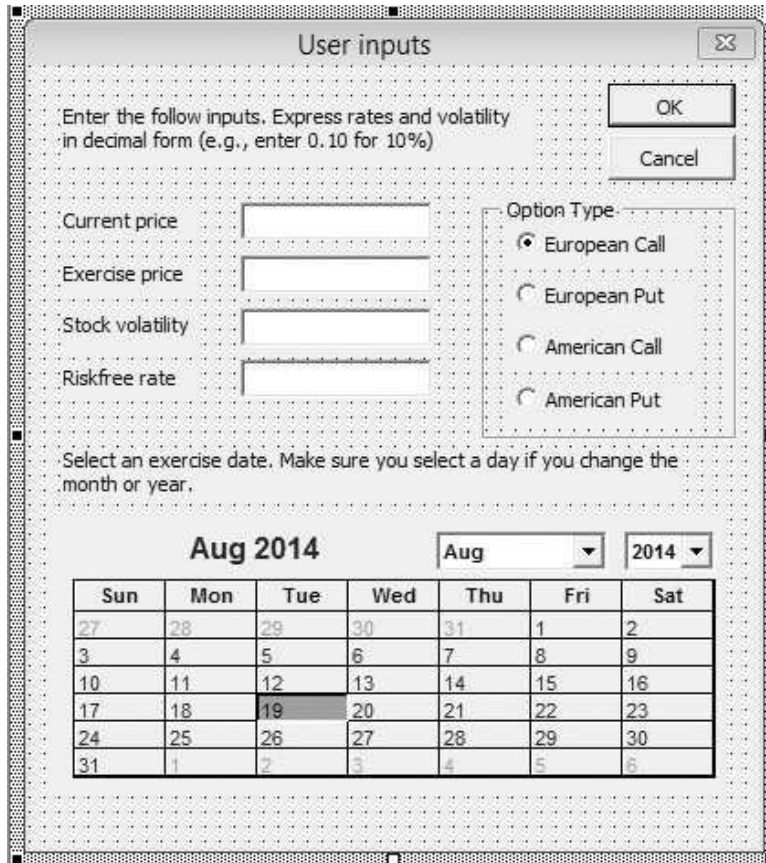 User inputs
Enter the follow inputs. Express rates and volatility
in decimal form (e.g., enter 0.10 for 10%)
OK
Cancel
Current price
Exercise price
Stock volatility
Riskfree rate
Option Type
European Call
European Put
American Call
American Put
Select an exercise date. Make sure you select a day if you change the
month or year.
Aug 2014 Aug 2014
Sun Mon Tue Wed Thu Fri Sat
27 28 29 30 31 1 2
3 4 5 6 7 8 9
10 11 12 13 14 15 16
17 18 19 20 21 22 23
24 25 26 27 28 29 30
31 1 2 3 4 5 6